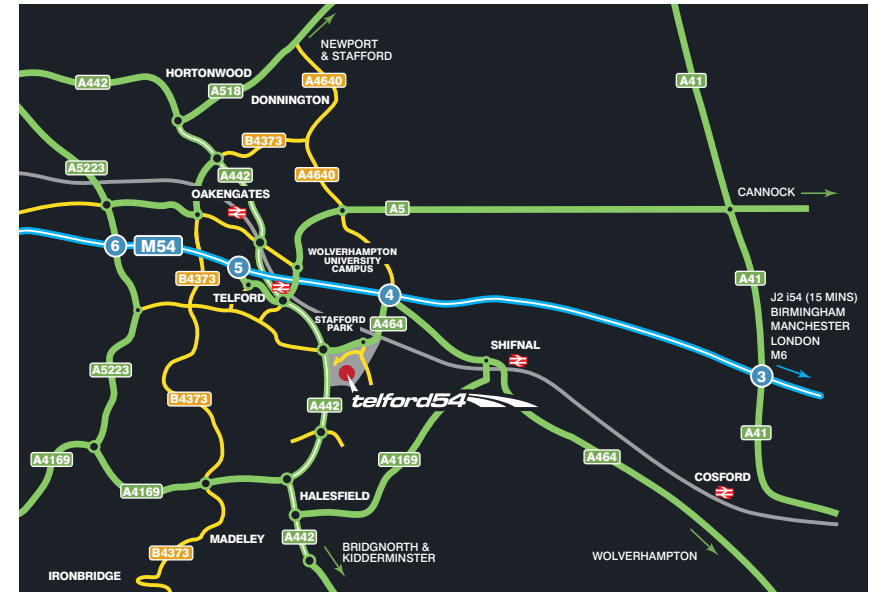 NEWPORT
& STAFFORD
HORTONWOOD
A442
A518
A4640
A41
DONNINGTON
B4373
A5223
A442
A4640
OAKENGATES
CANNOCK
A5
6
M54
WOLVERHAMPTON
UNIVERSITY
CAMPUS
5
B4373
A41
TELFORD
4
J2 i54 (15 MINS)
BIRMINGHAM
MANCHESTER
LONDON
M6
STAFFORD
PARK
A464
SHIFNAL
A5223
3
telford54
B4373
A442
A41
A4169
A4169
A464
COSFORD
A4169
HALESFIELD
A442
MADELEY
BRIDGNORTH &
KIDDERMINSTER
B4373
WOLVERHAMPTON
IRONBRIDGE